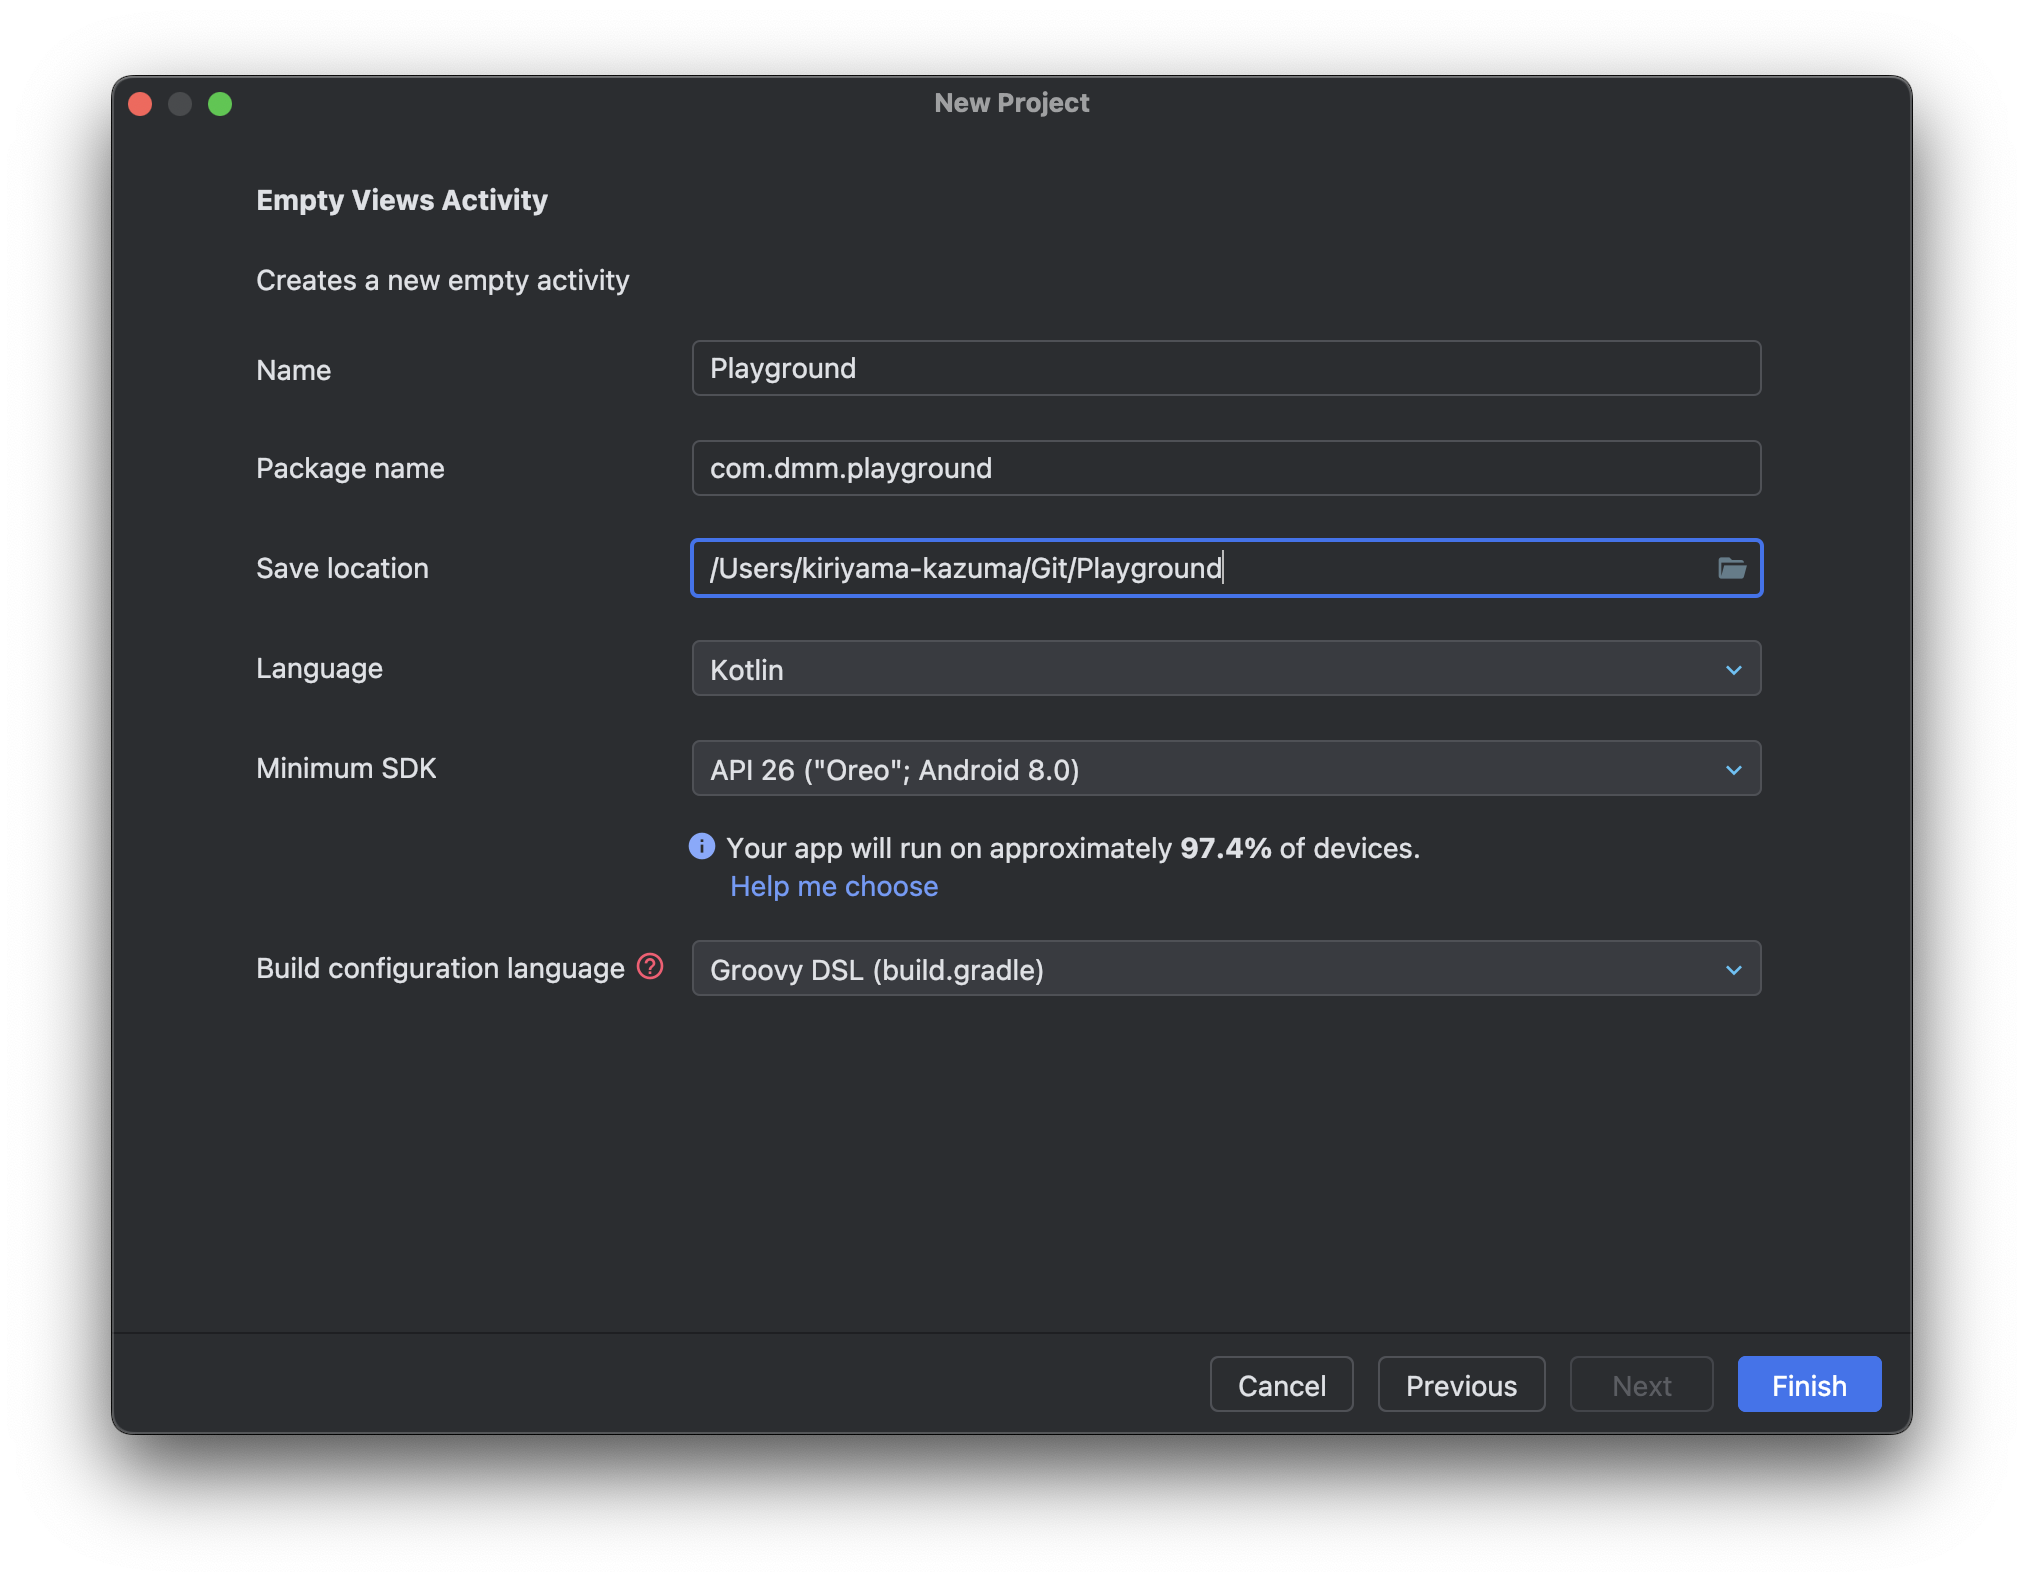 New Project
Empty Views Activity
Creates a new empty activity
Name
Playground
Package name
com.dmm.playground
Save location
/Users/kiriyama-kazuma/Git/Playground
Language
Kotlin
Minimum SDK
API 26 ("Oreo"; Android 8.0)
Your app will run on approximately 97.4% of devices.
Help me choose
Build configuration language
Groovy DSL (build.gradle)
Cancel
Previous
Next
Finish